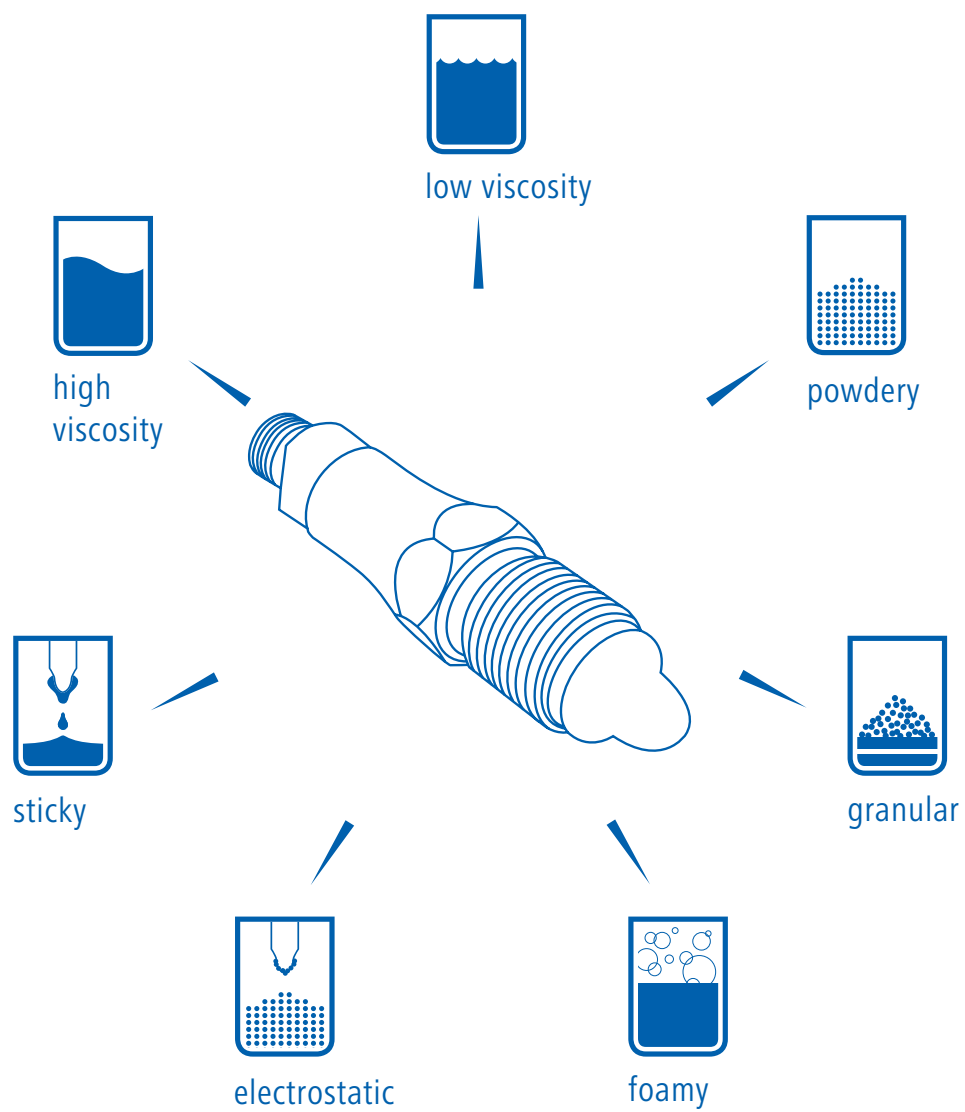 low viscosity
high
viscosity
powdery
sticky
granular
electrostatic
foamy